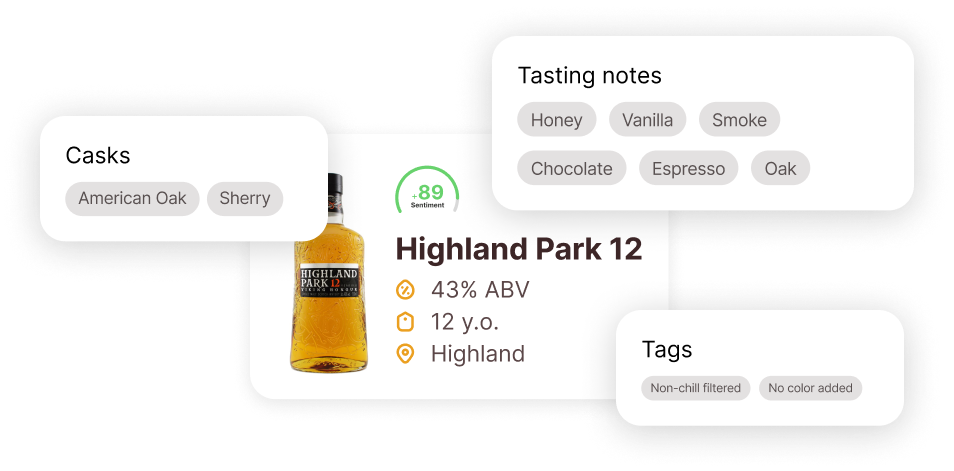 Tasting notes
Honey Vanilla Smoke
Chocolate Espresso Oak
Casks
American Oak Sherry
+89
Sentiment
Highland Park 12
43% ABV
12 y.o.
Highland
HIGHLAND
PARK 12
VIKING HONOUR
Tags
Non-chill filtered No color added